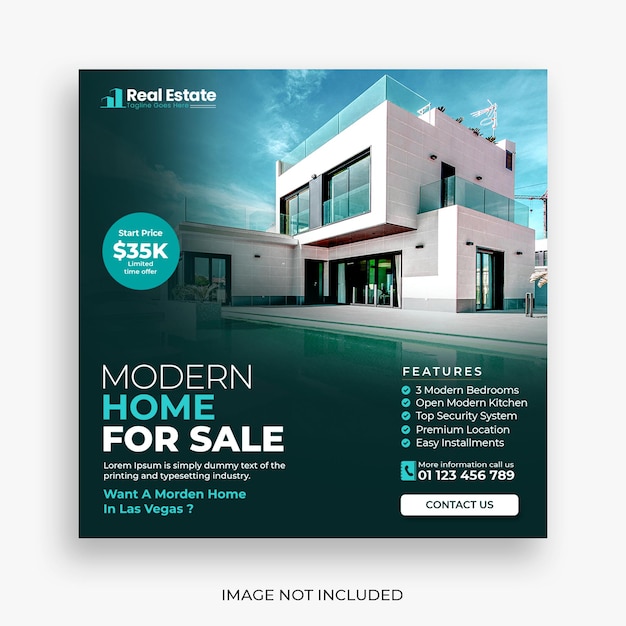 Real Estate
Tagline Goes Here
Start Price
$35K
Limited
time offer
MODERN
HOME
FOR SALE
Lorem Ipsum is simply dummy text of the
printing and typesetting industry.
Want A Morden Home
In Las Vegas ?
FEATURES
3 Modern Bedrooms
Open Modern Kitchen
Top Security System
Premium Location
Easy Installments
More information call us
01 123 456 789
CONTACT US
IMAGE NOT INCLUDED